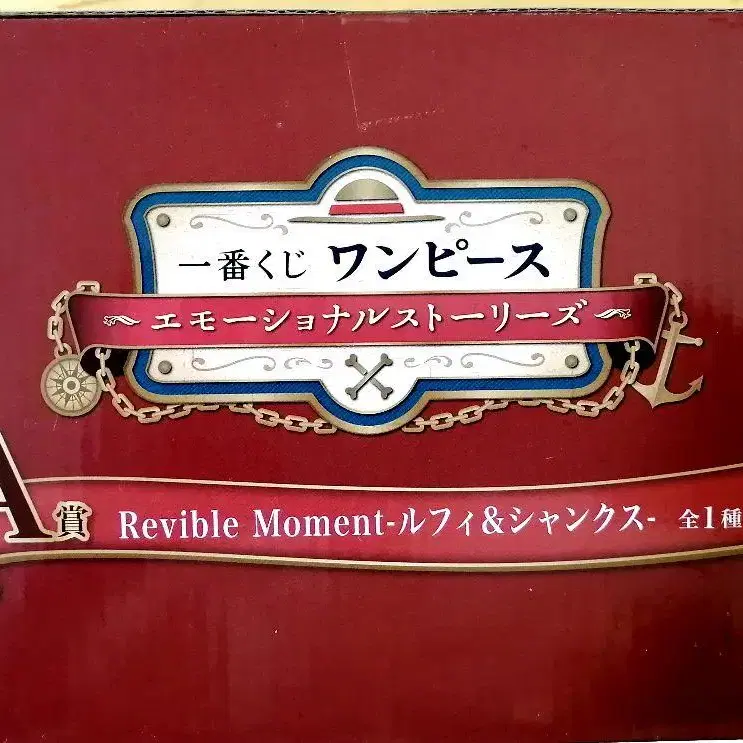 一番くじ ワンピース
エモーショナルストーリーズ
A賞 Revible Moment-ルフィ&シャンクス- 全1種